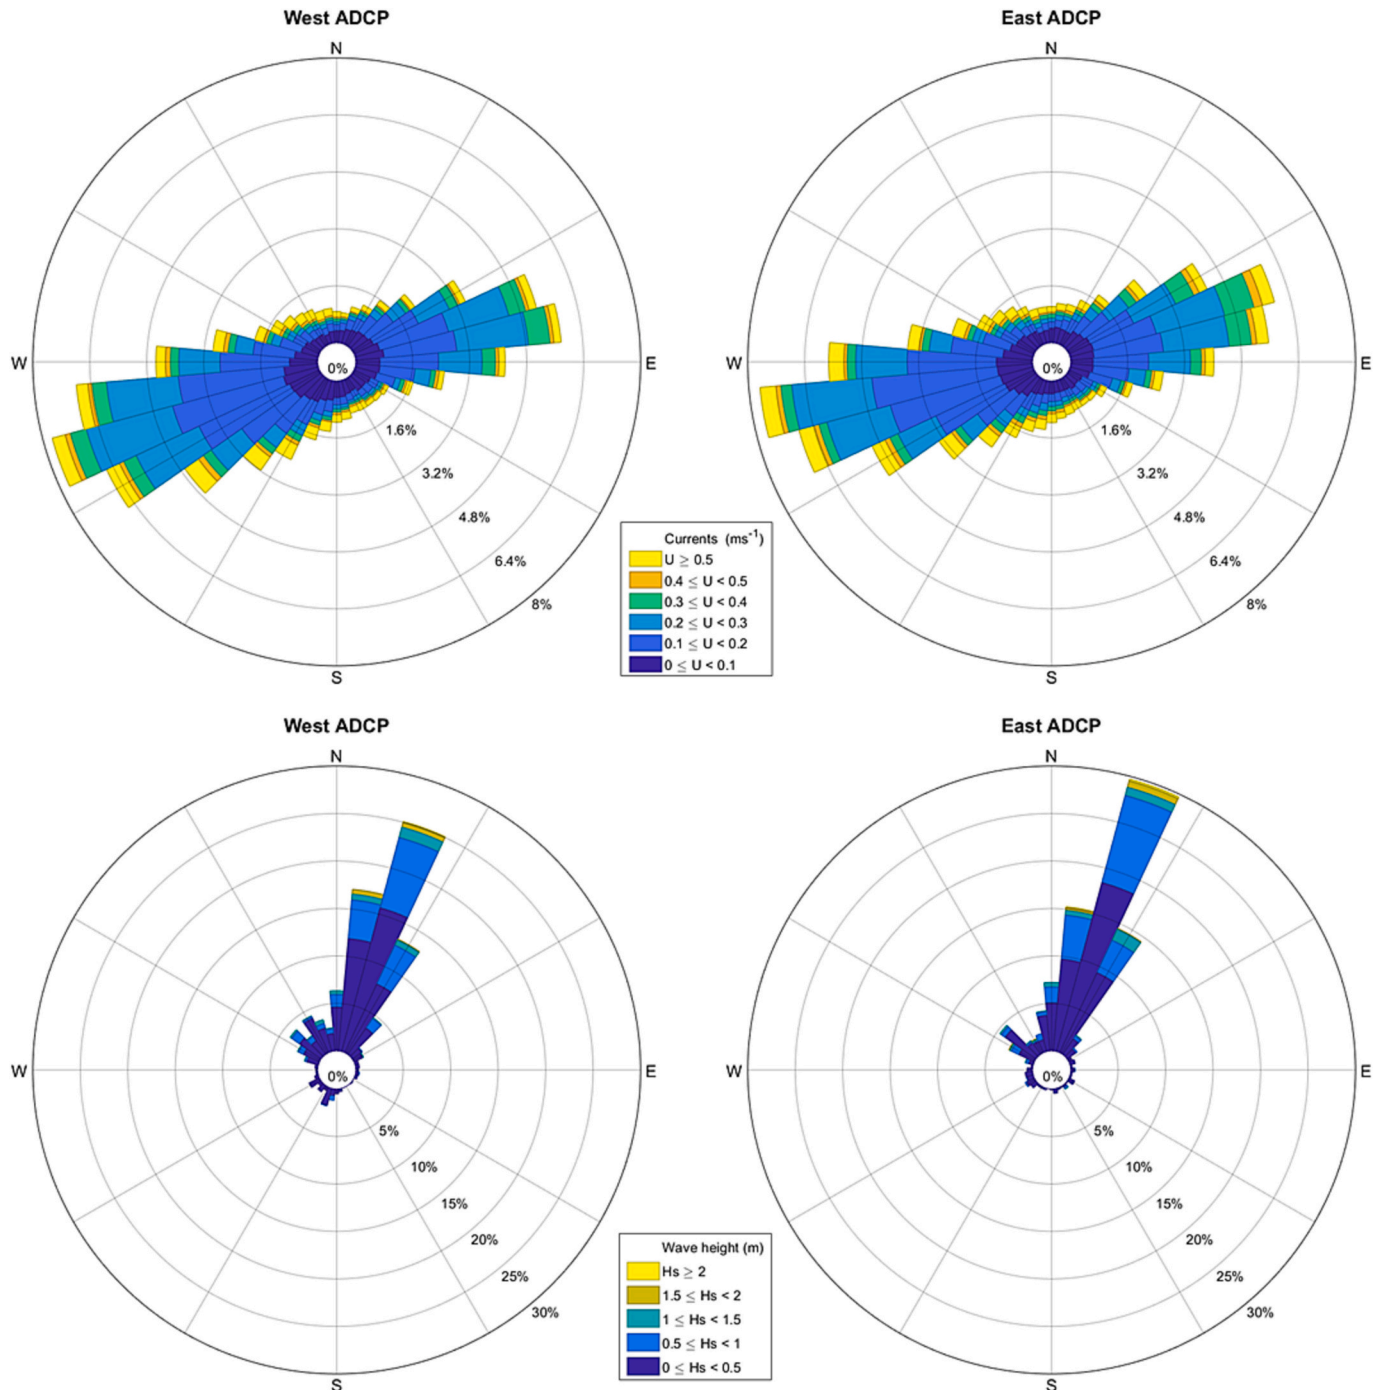 West ADCP
East ADCP
N
N
W
0%
E
W
0%
E
1.6%
1.6%
3.2%
3.2%
4.8%
4.8%
6.4%
6.4%
8%
8%
S
S
Currents (ms⁻¹)
U ≥ 0.5
0.4 ≤ U < 0.5
0.3 ≤ U < 0.4
0.2 ≤ U < 0.3
0.1 ≤ U < 0.2
0 ≤ U < 0.1
West ADCP
East ADCP
N
N
W
0%
E
W
0%
E
5%
5%
10%
10%
15%
15%
20%
20%
25%
25%
30%
30%
S
S
Wave height (m)
Hs ≥ 2
1.5 ≤ Hs < 2
1 ≤ Hs < 1.5
0.5 ≤ Hs < 1
0 ≤ Hs < 0.5